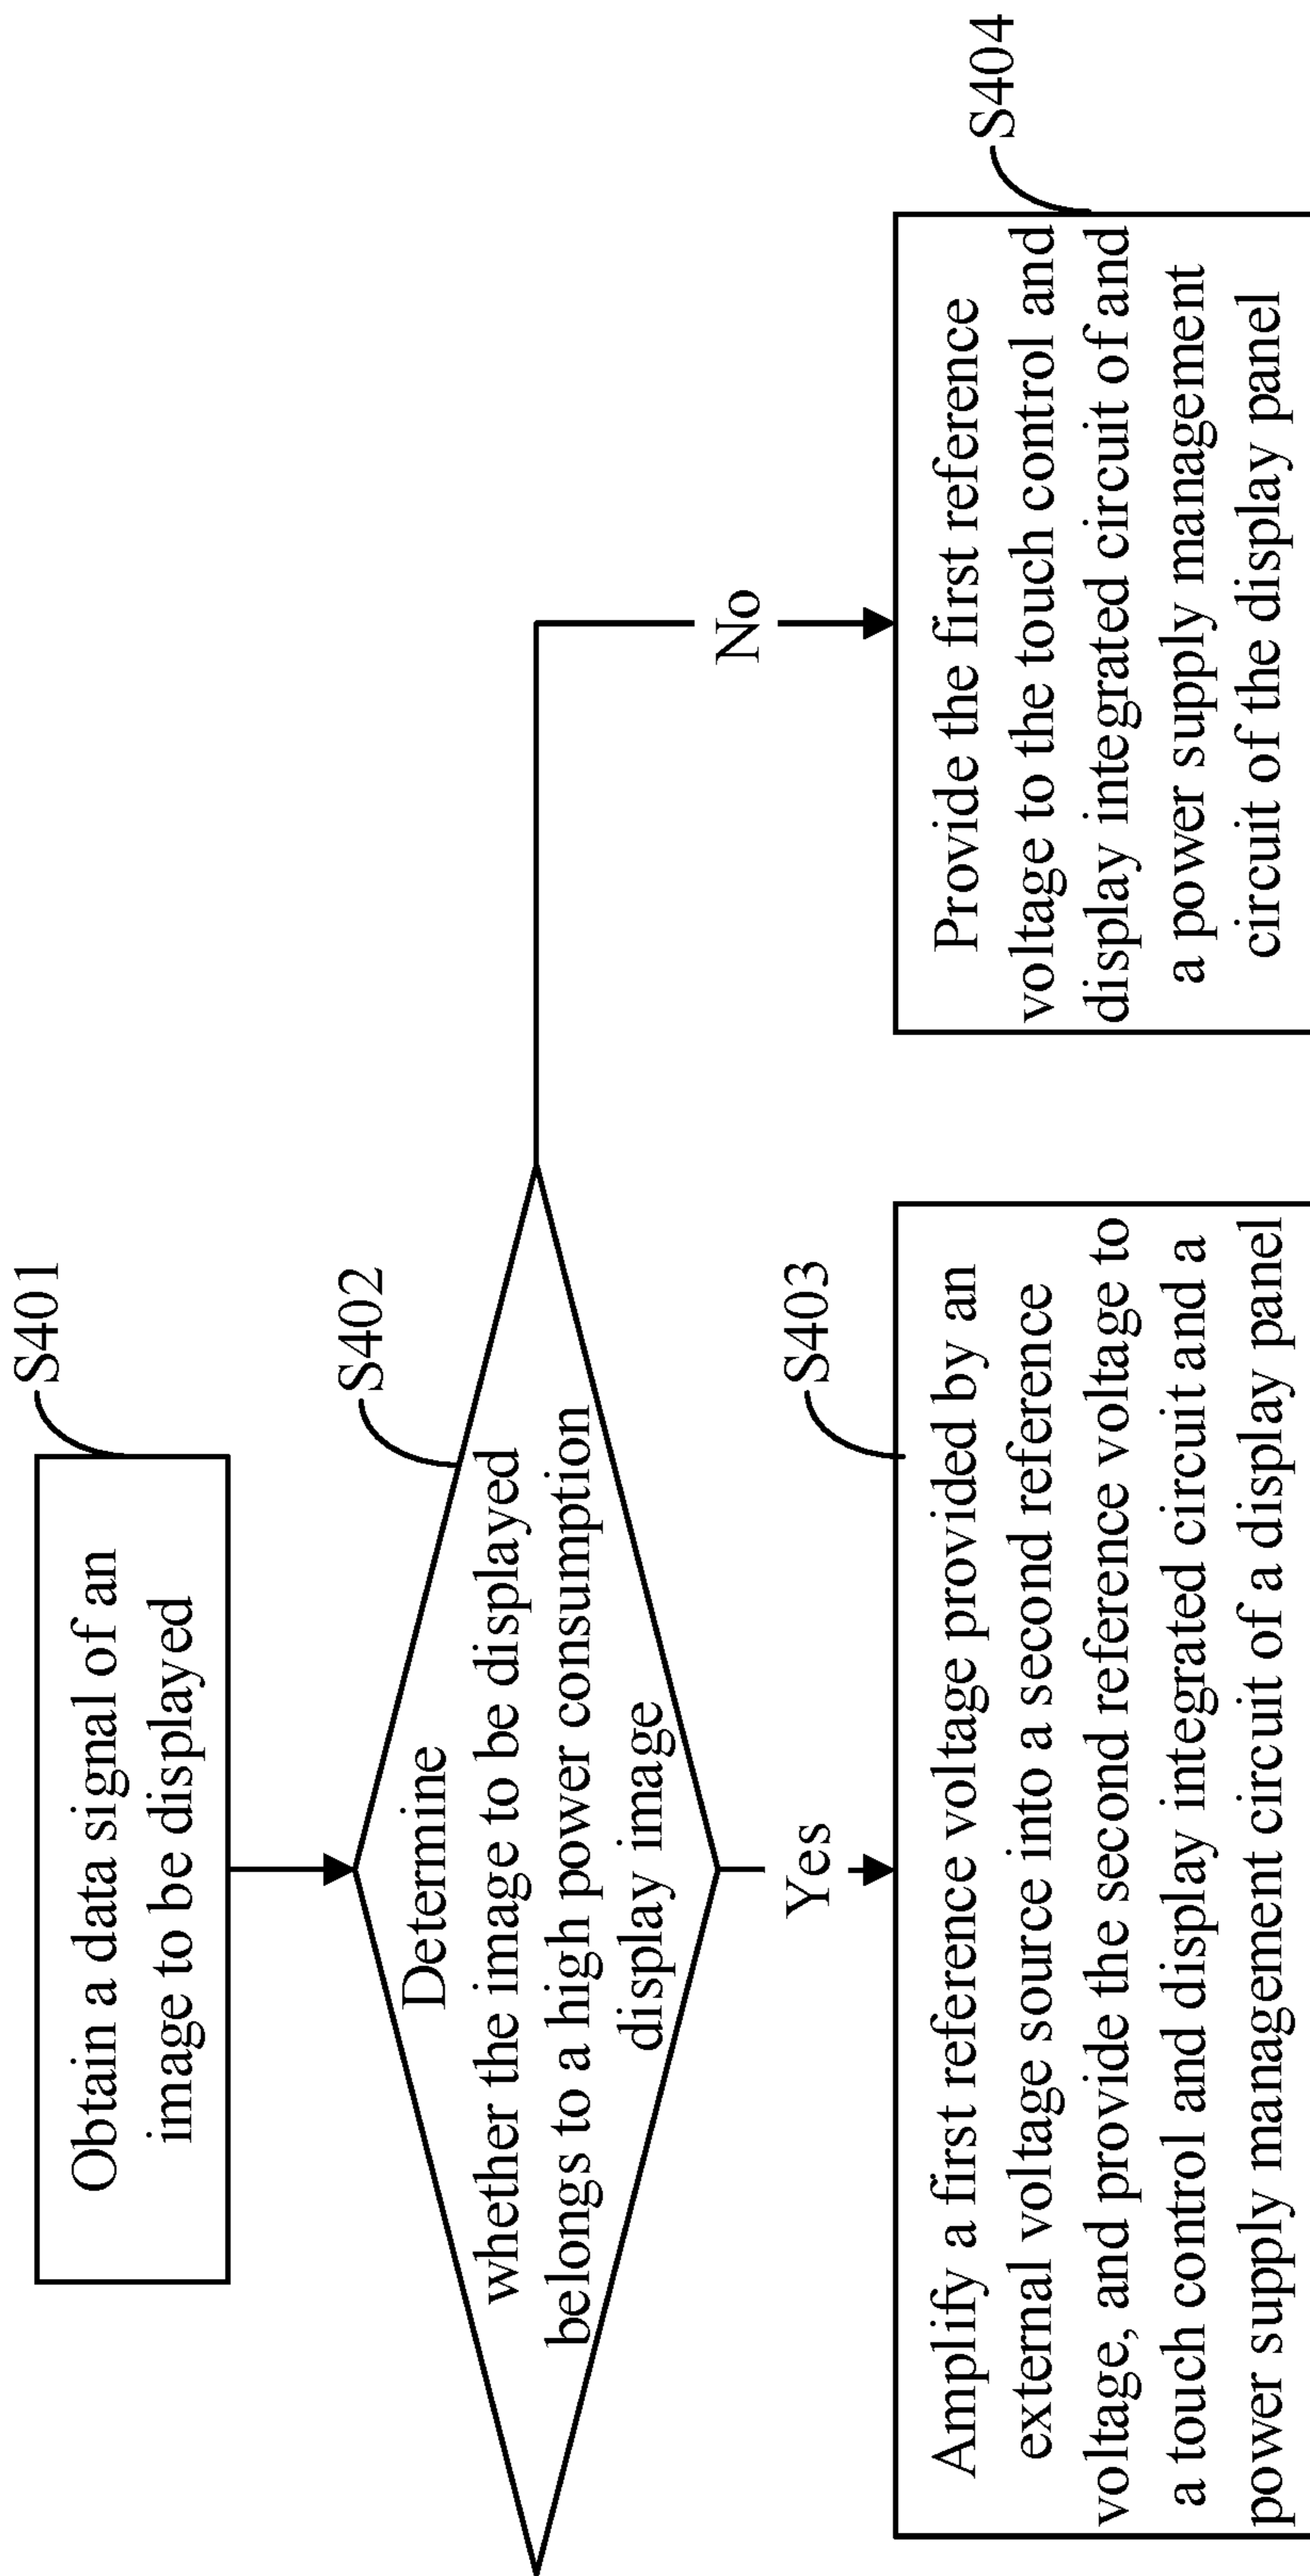 S401
Obtain a data signal of an
image to be displayed
S402
Determine
whether the image to be displayed
belongs to a high power consumption
display image
Yes
No
S403
Amplify a first reference voltage provided by an
external voltage source into a second reference
voltage, and provide the second reference voltage to
a touch control and display integrated circuit and a
power supply management circuit of a display panel
S404
Provide the first reference
voltage to the touch control and
display integrated circuit of and
a power supply management
circuit of the display panel